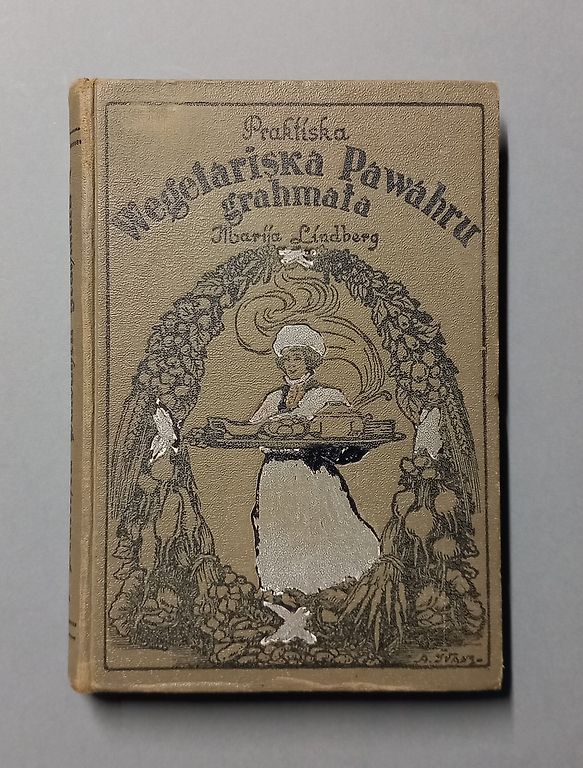 Praktiska
Wegetariska Pawahru
grahmata
Marija Lindberg